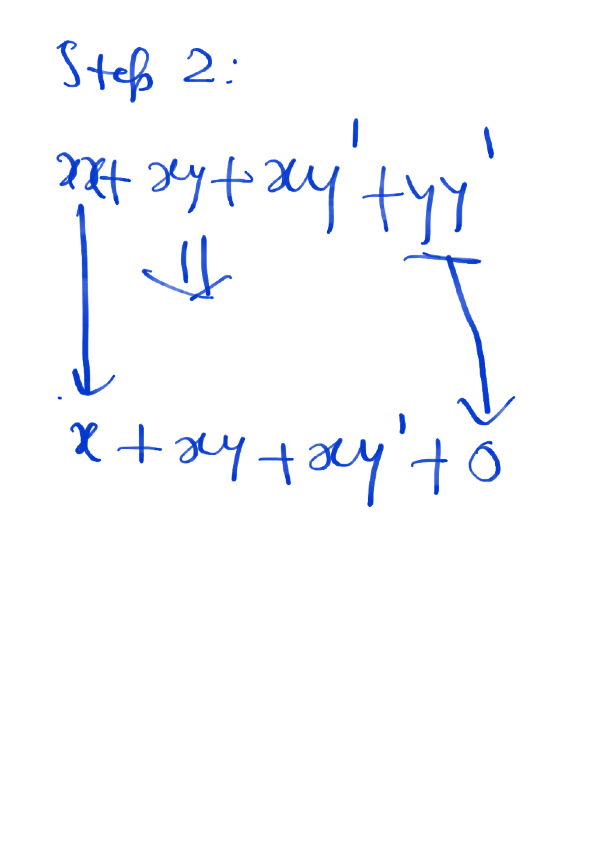 Step 2:
xx + xy + xy' + yy'
x + xy + xy' + 0